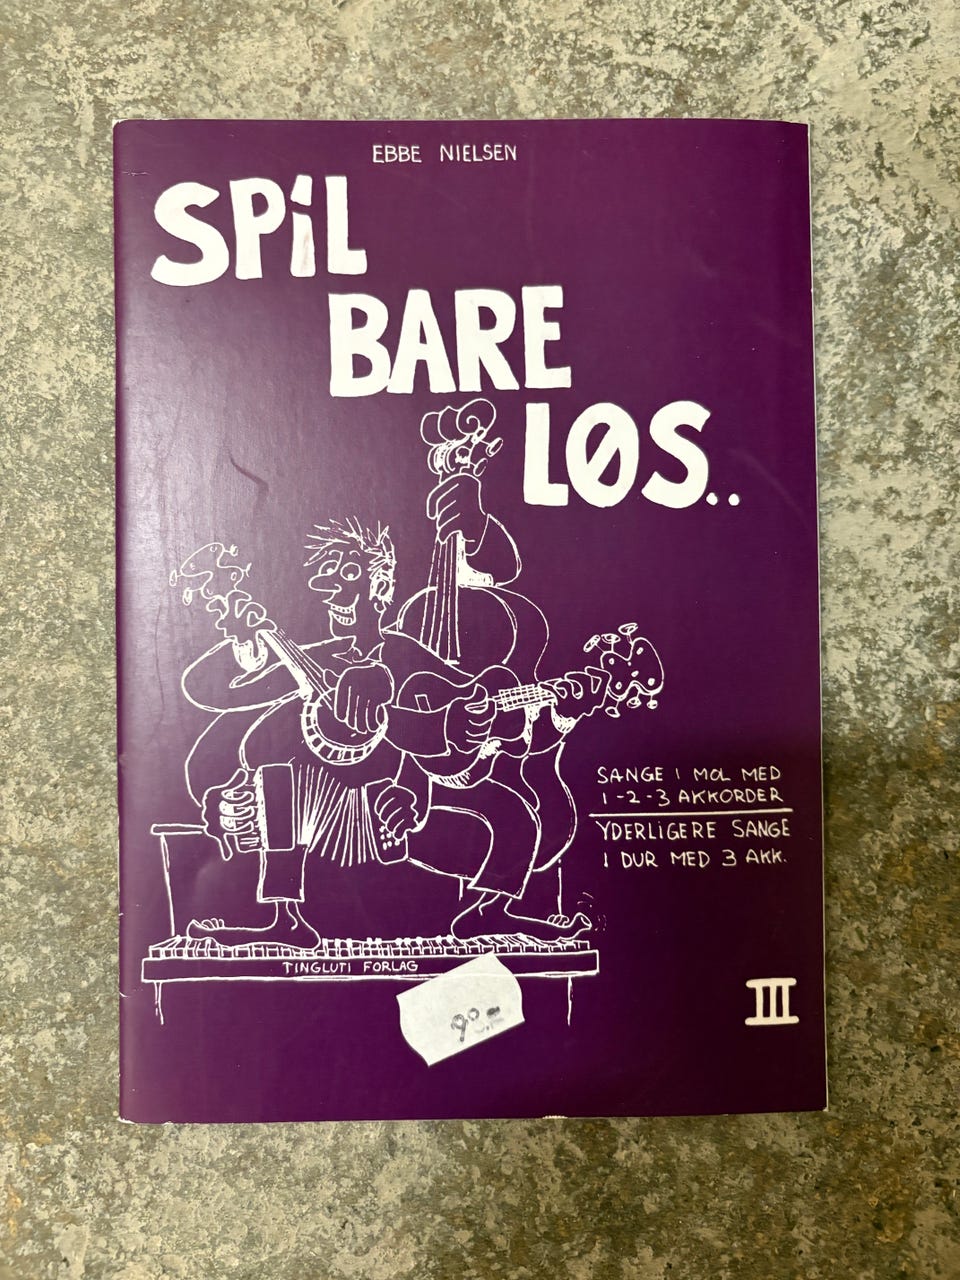 EBBE NIELSEN
SPIL
BARE
LØS..
SANGE I MOL MED
1-2-3 AKKORDER
YDERLIGERE SANGE
I DUR MED 3 AKK.
TINGLUTI FORLAG
90.-
III